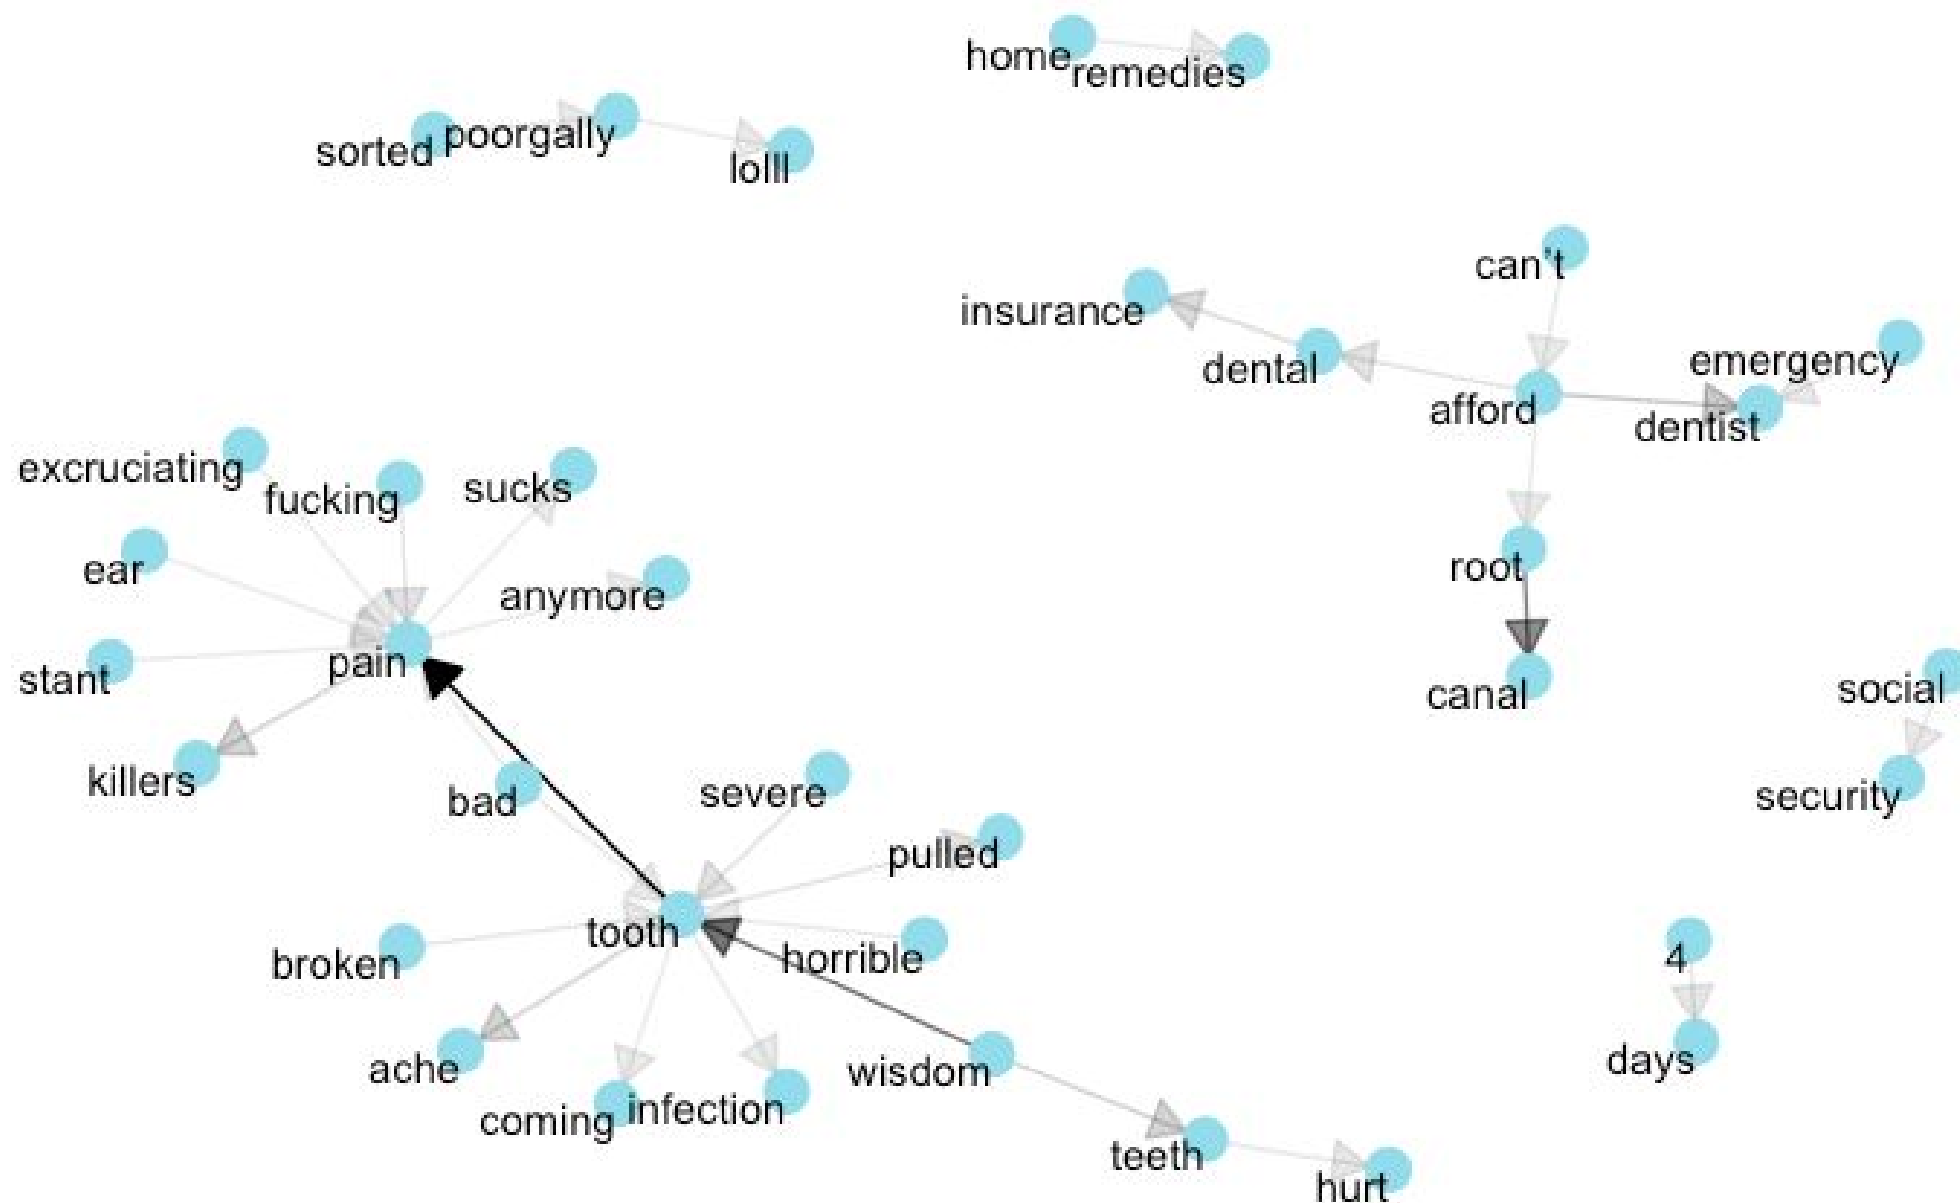 home
remedies
sorted
poorgally
lolll
can't
insurance
emergency
dental
afford
dentist
excruciating
fucking
sucks
ear
root
anymore
pain
stant
canal
social
killers
bad
severe
security
pulled
tooth
broken
horrible
4
ache
wisdom
days
coming
infection
teeth
hurt